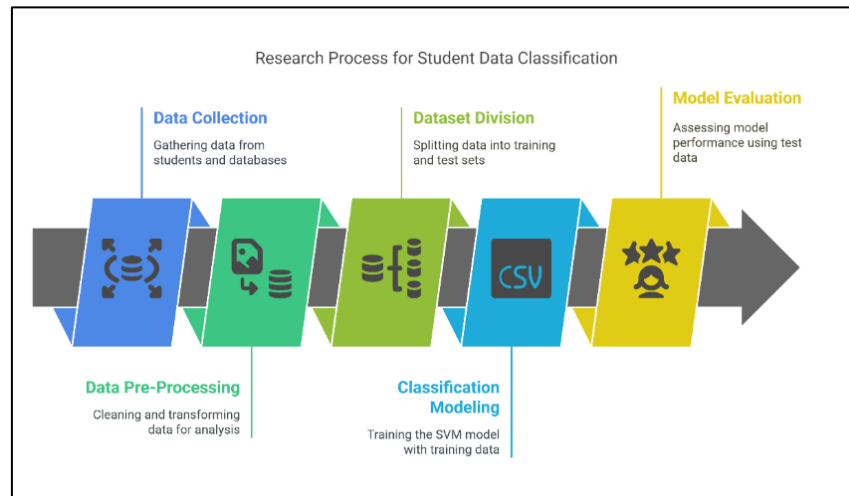 Research Process for Student Data Classification
Data Collection
Gathering data from
students and databases
Dataset Division
Splitting data into training
and test sets
Model Evaluation
Assessing model
performance using test
data
CSV
Data Pre-Processing
Cleaning and transforming
data for analysis
Classification
Modeling
Training the SVM model
with training data